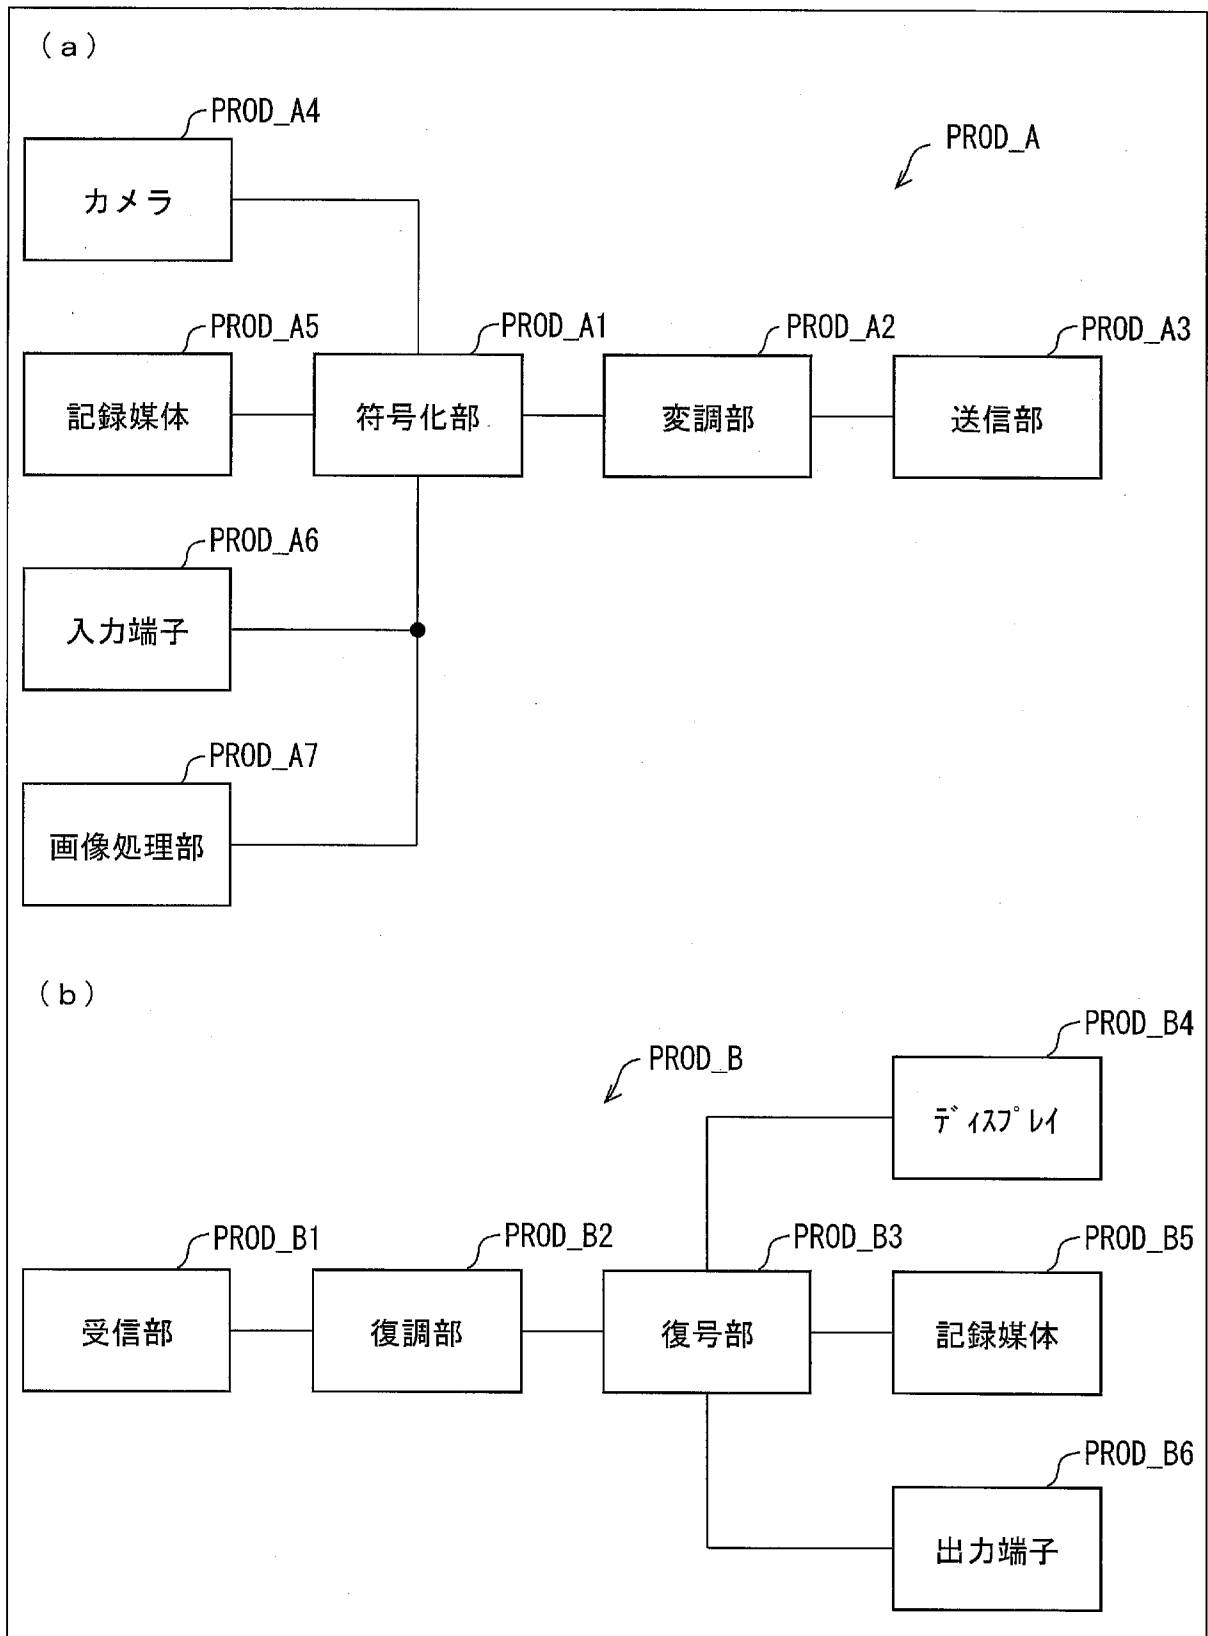 (a)
PROD_A4
PROD_A
カメラ
PROD_A5
PROD_A1
PROD_A2
PROD_A3
記録媒体
符号化部
変調部
送信部
PROD_A6
入力端子
PROD_A7
画像処理部
(b)
PROD_B4
PROD_B
ディスプレイ
PROD_B1
PROD_B2
PROD_B3
PROD_B5
受信部
復調部
復号部
記録媒体
PROD_B6
出力端子